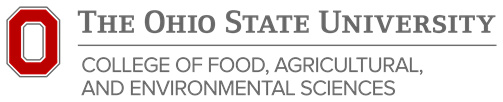 THE OHIO STATE UNIVERSITY
COLLEGE OF FOOD, AGRICULTURAL,
AND ENVIRONMENTAL SCIENCES